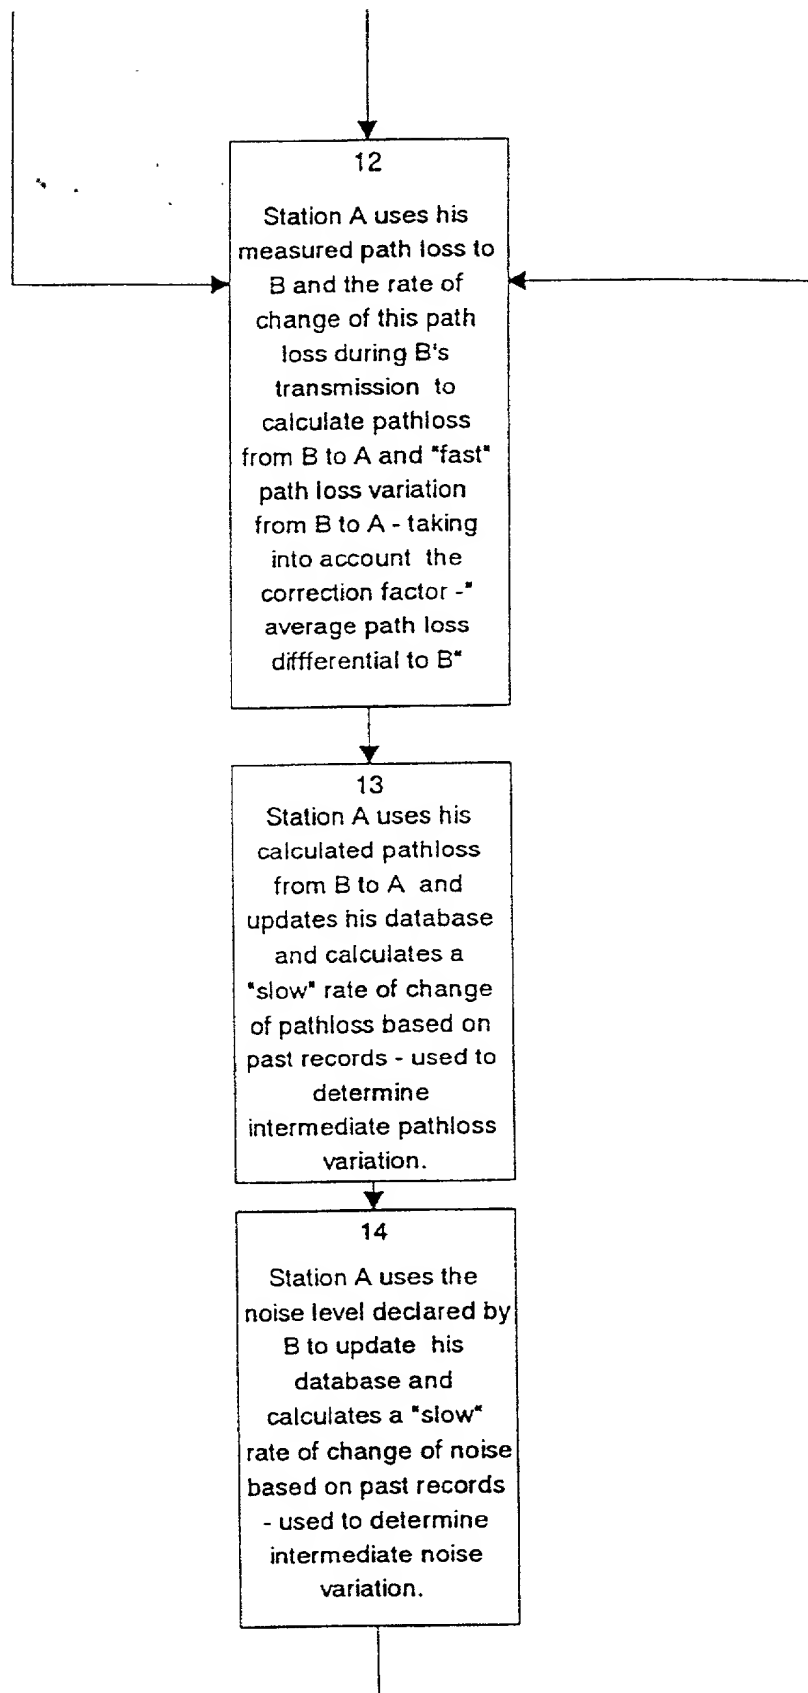 12
Station A uses his
measured path loss to
B and the rate of
change of this path
loss during B's
transmission to
calculate pathloss
from B to A and "fast"
path loss variation
from B to A - taking
into account the
correction factor -"
average path loss
diffferential to B"
13
Station A uses his
calculated pathloss
from B to A and
updates his database
and calculates a
"slow" rate of change
of pathloss based on
past records - used to
determine
intermediate pathloss
variation.
14
Station A uses the
noise level declared by
B to update his
database and
calculates a "slow"
rate of change of noise
based on past records
- used to determine
intermediate noise
variation.